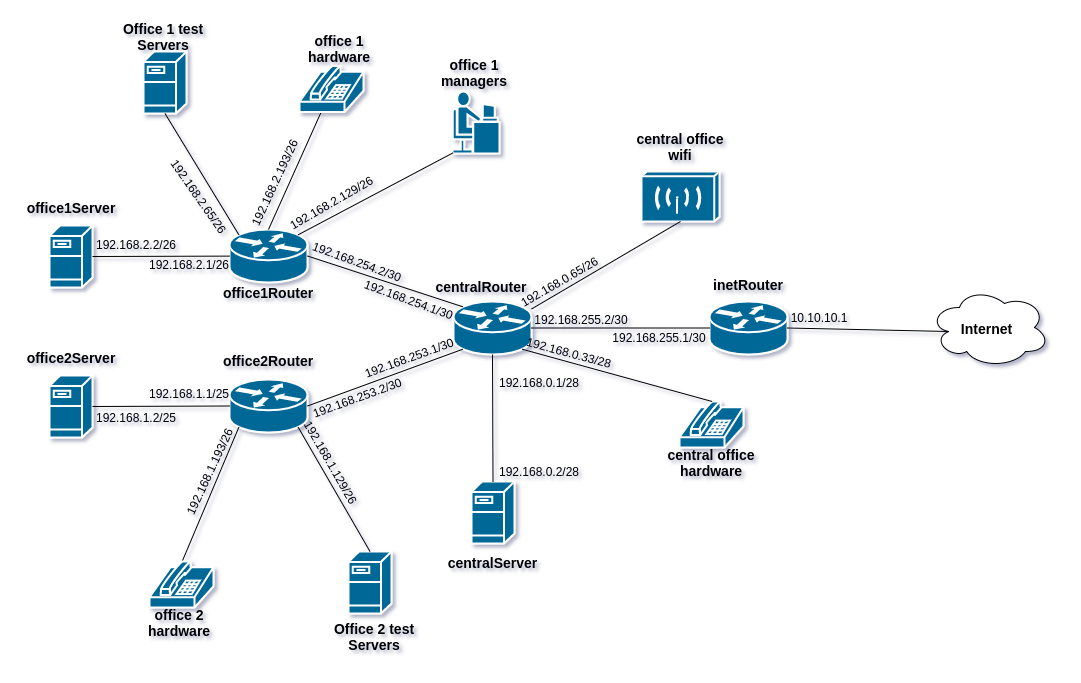 Office 1 test
Servers
office 1
hardware
office 1
managers
central office
wifi
192.168.2.65/26
192.168.2.193/26
192.168.2.129/26
office1Server
192.168.2.2/26
192.168.2.1/26
office1Router
192.168.254.2/30
192.168.254.1/30
centralRouter
192.168.0.65/26
inetRouter
192.168.255.2/30
192.168.255.1/30
10.10.10.1
Internet
192.168.0.33/28
office2Server
office2Router
192.168.253.1/30
192.168.253.2/30
192.168.1.1/25
192.168.1.2/25
192.168.0.1/28
192.168.1.193/26
192.168.1.129/26
central office
hardware
192.168.0.2/28
centralServer
office 2
hardware
Office 2 test
Servers